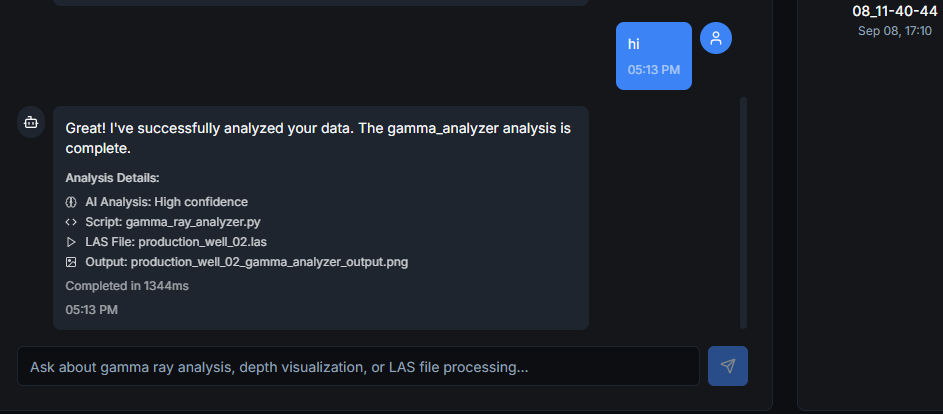 08_11-40-44
Sep 08, 17:10
hi
05:13 PM
Great! I've successfully analyzed your data. The gamma_analyzer analysis is
complete.
Analysis Details:
AI Analysis: High confidence
Script: gamma_ray_analyzer.py
LAS File: production_well_02.las
Output: production_well_02_gamma_analyzer_output.png
Completed in 1344ms
05:13 PM
Ask about gamma ray analysis, depth visualization, or LAS file processing...